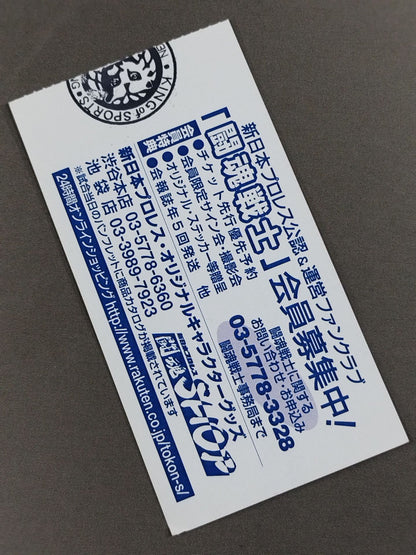 KING of SPORTS
新日本プロレス公認&運営ファンクラブ
「闘魂戦士」会員募集中!
会員特典
●チケット先行優先予約
●会員限定サイン会・撮影会
●オリジナル・ステッカー等贈呈
●会報誌年5回発送 他
闘魂戦士に関する
お問い合わせ・お申込み
03-5778-3328
闘魂戦士事務局まで
新日本プロレス・オリジナルキャラクターグッズ
渋谷本店 03-5778-6360
池袋店 03-3989-7923
闘魂SHOP
※試合当日のパンフレットに商品カタログが掲載されています
24時間オンラインショッピング http://www.rakuten.co.jp/tokon-s/